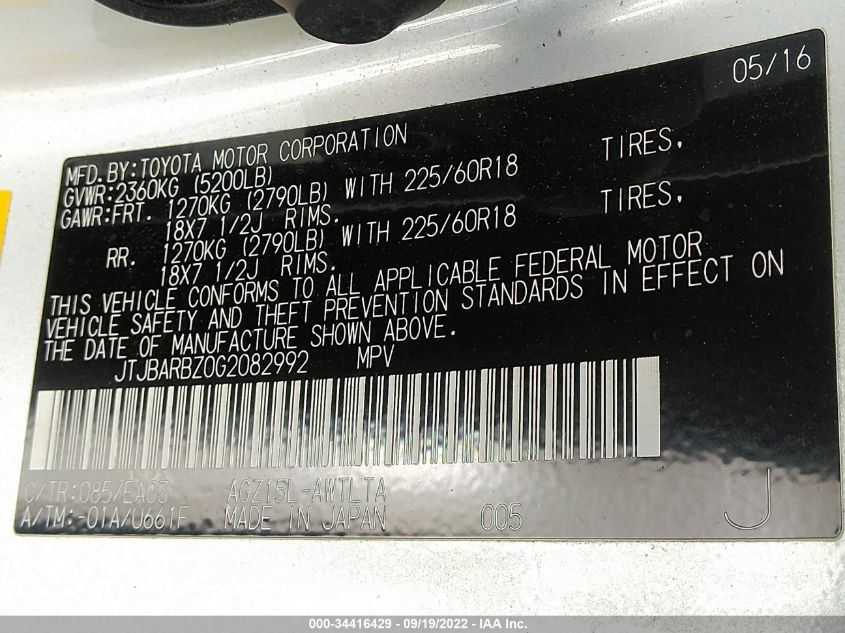 05/16
MFD.BY:TOYOTA MOTOR CORPORATION
GVWR:2360KG (5200LB)
GAWR:FRT. 1270KG (2790LB) WITH 225/60R18 TIRES,
18X7 1/2J RIMS.
RR. 1270KG (2790LB) WITH 225/60R18 TIRES,
18X7 1/2J RIMS.
THIS VEHICLE CONFORMS TO ALL APPLICABLE FEDERAL MOTOR
VEHICLE SAFETY AND THEFT PREVENTION STANDARDS IN EFFECT ON
THE DATE OF MANUFACTURE SHOWN ABOVE.
JTJBARBZ0G2082992 MPV
C/TR:085/EA03 AGZ15L-AWTLTA
A/TM:-01A/U661F MADE IN JAPAN 005 J
000-34416429 - 09/19/2022 - IAA Inc.